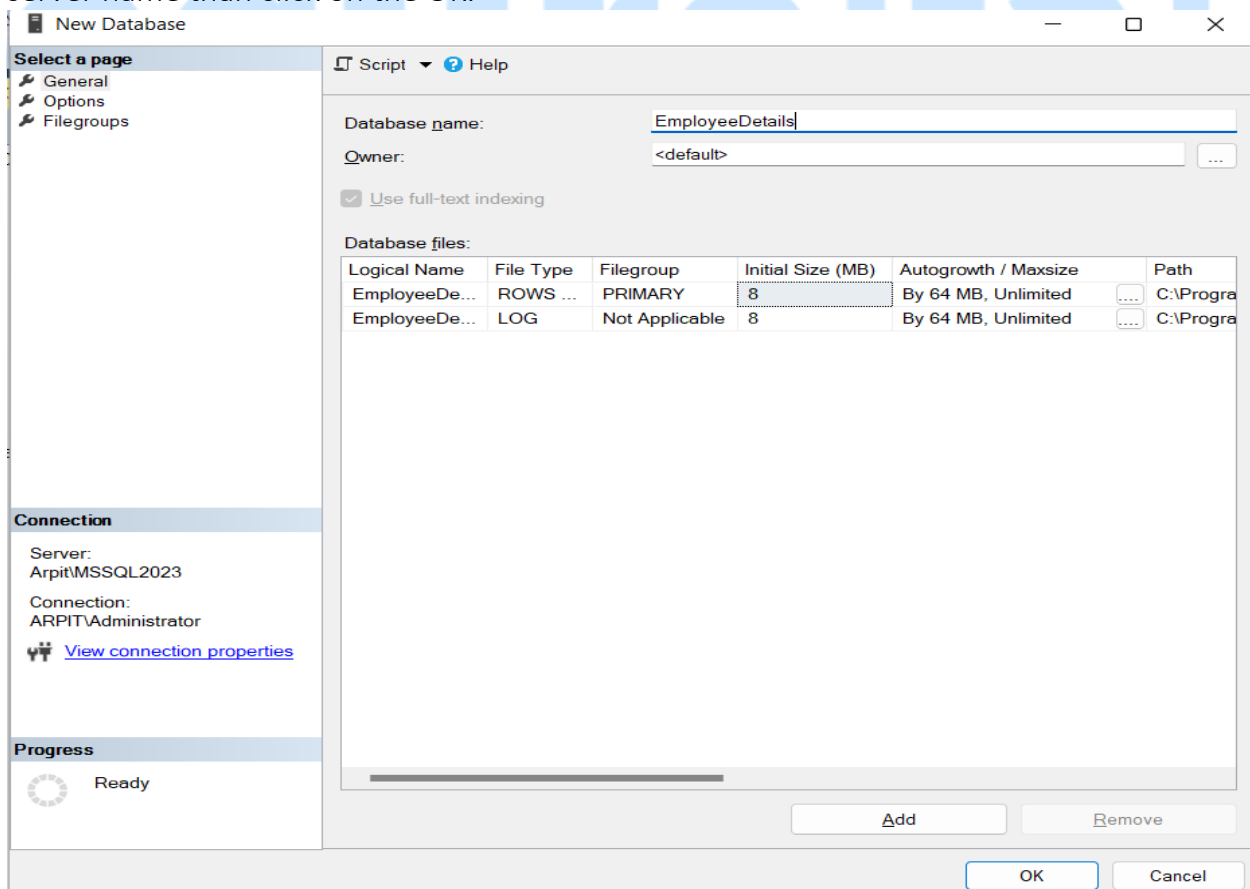 New Database
Select a page
General
Options
Filegroups
Script
Help
Database name:
EmployeeDetails
Owner:
<default>
...
Use full-text indexing
Database files:
Logical Name File Type Filegroup Initial Size (MB) Autogrowth / Maxsize Path
EmployeeDe... ROWS ... PRIMARY 8 By 64 MB, Unlimited .... C:\Progra
EmployeeDe... LOG Not Applicable 8 By 64 MB, Unlimited .... C:\Progra
Connection
Server:
Arpit\MSSQL2023
Connection:
ARPIT\Administrator
View connection properties
Progress
Ready
Add
Remove
OK
Cancel